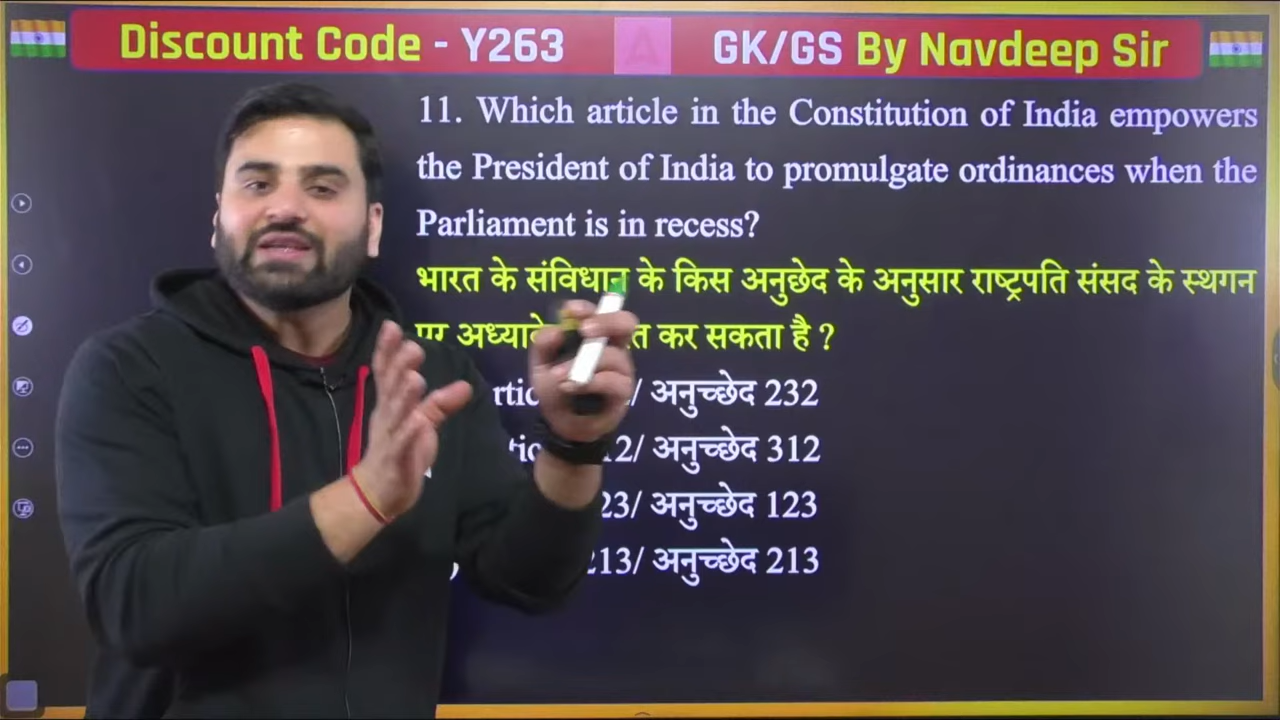 Discount Code - Y263 A GK/GS By Navdeep Sir
11. Which article in the Constitution of India empowers
the President of India to promulgate ordinances when the
Parliament is in recess?
भारत के संविधान के किस अनुछेद के अनुसार राष्ट्रपति संसद के स्थगन
पर कर सकता है ?
/ अनुच्छेद 232
/ अनुच्छेद 312
/ अनुच्छेद 123
/ अनुच्छेद 213